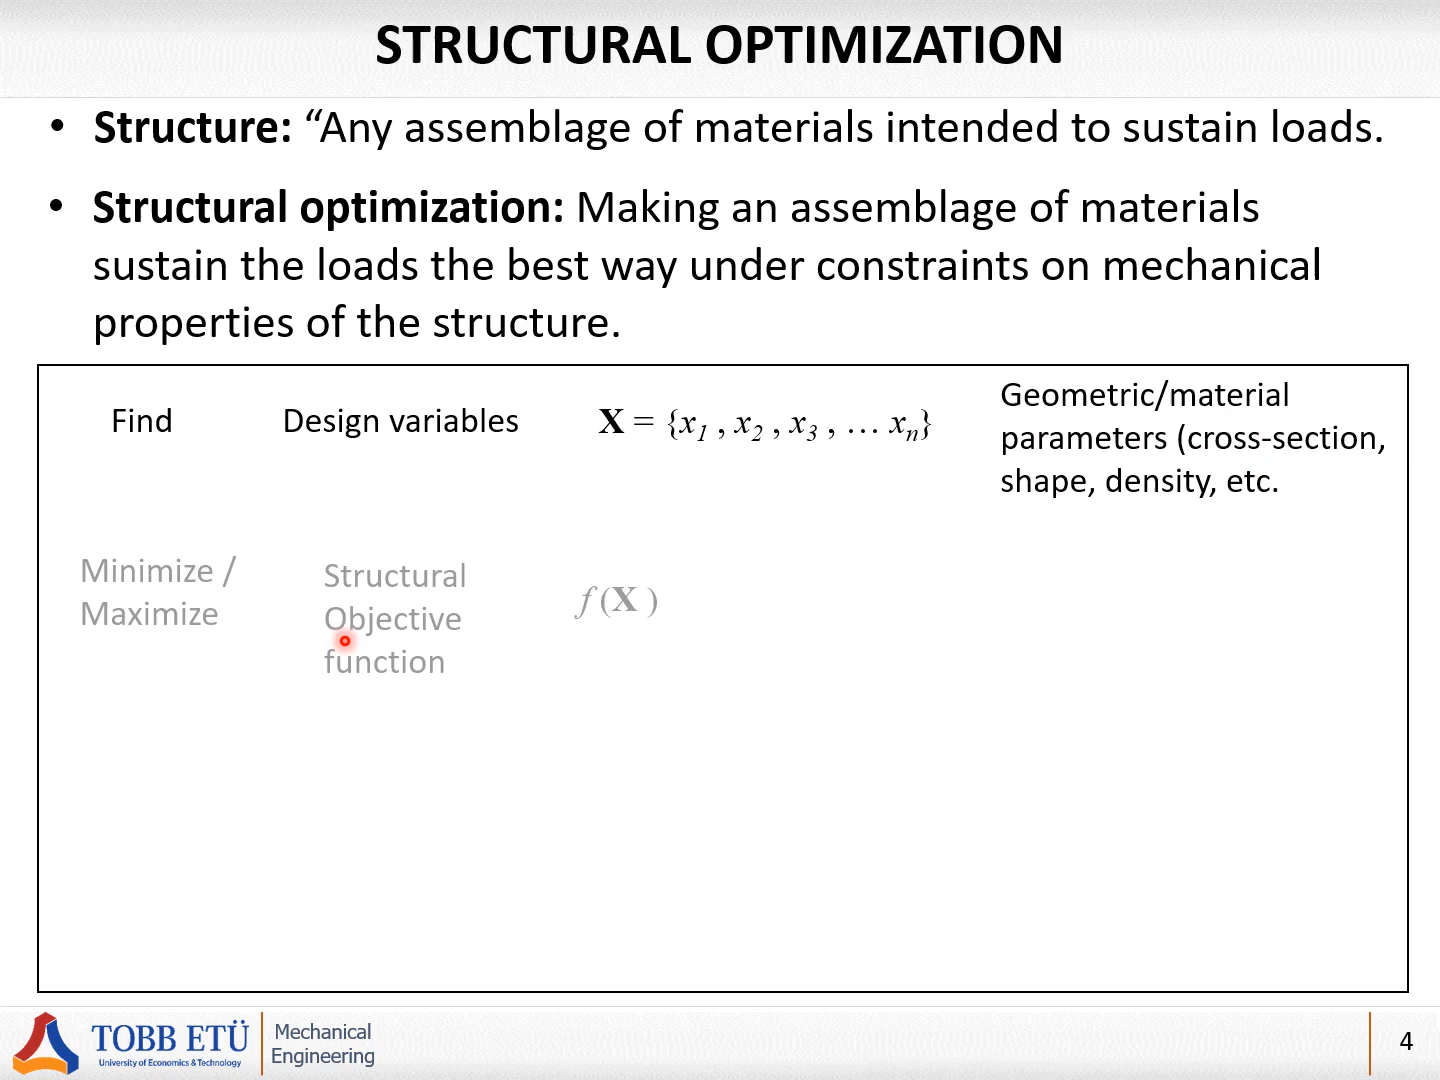 STRUCTURAL OPTIMIZATION
• Structure: “Any assemblage of materials intended to sustain loads.
• Structural optimization: Making an assemblage of materials
sustain the loads the best way under constraints on mechanical
properties of the structure.
Find
Design variables
X = {x1 , x2 , x3 , … xn}
Geometric/material
parameters (cross-section,
shape, density, etc.
Minimize /
Maximize
Structural
Objective
function
f (X )
TOBB ETÜ
University of Economics & Technology
Mechanical
Engineering
4